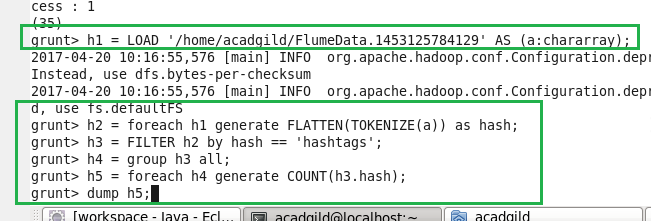 cess : 1
(35)
grunt> h1 = LOAD '/home/acadgild/FlumeData.1453125784129' AS (a:chararray);
2017-04-20 10:16:55,576 [main] INFO  org.apache.hadoop.conf.Configuration.depr
Instead, use dfs.bytes-per-checksum
2017-04-20 10:16:55,576 [main] INFO  org.apache.hadoop.conf.Configuration.depr
d, use fs.defaultFS
grunt> h2 = foreach h1 generate FLATTEN(TOKENIZE(a)) as hash;
grunt> h3 = FILTER h2 by hash == 'hashtags';
grunt> h4 = group h3 all;
grunt> h5 = foreach h4 generate COUNT(h3.hash);
grunt> dump h5;
[workspace - Java - Ecl... acadgild@localhost:~ acadgild